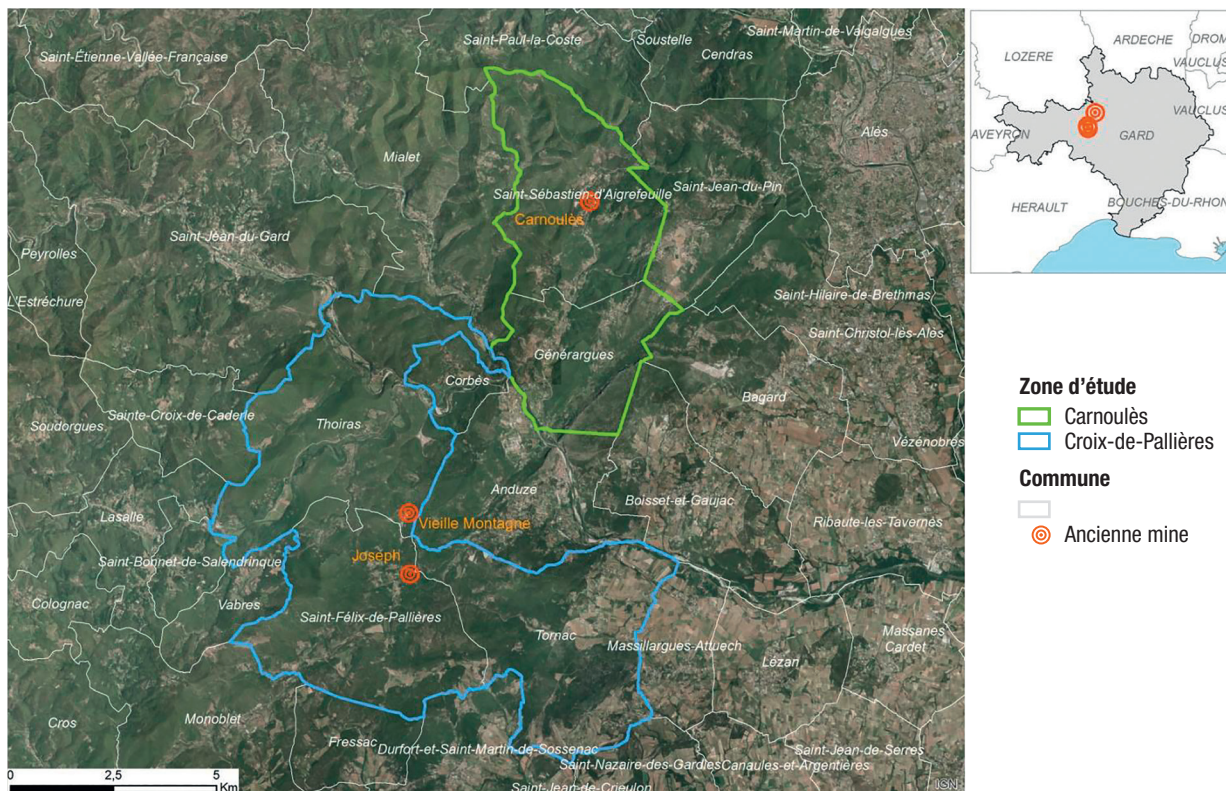 Saint-Paul-la-Coste
Soustelle
Saint-Martin-de-Valgalgues
Saint-Étienne-Vallée-Française
Cendras
Alès
Mialet
Saint-Sébastien-d'Aigrefeuille
Saint-Jean-du-Pin
Carnoulès
Saint-Jean-du-Gard
Peyrolles
L'Estréchure
Saint-Hilaire-de-Brethmas
Saint-Christol-lès-Alès
Générargues
Corbès
Bagard
Sainte-Croix-de-Caderle
Thoiras
Soudorgues
Vézénobres
Anduze
Boisset-et-Gaujac
Lasalle
Vieille Montagne
Ribaute-les-Tavernes
Joseph
Saint-Bonnet-de-Salendrinque
Colognac
Vabres
Saint-Félix-de-Pallières
Tornac
Massillargues-Attuech
Massanes
Cardet
Lézan
Cros
Monoblet
Fressac
Durfort-et-Saint-Martin-de-Sossenac
Saint-Jean-de-Serres
Saint-Nazaire-des-Gardies
Canaules-et-Argentières
Saint-Jean-de-Crieulon
0 2,5 5
Km
IGN
ARDECHE
DROM
LOZERE
VAUCLUS
VAUCLUS
AVEYRON
GARD
HERAULT
BOUCHES-DU-RHON
Zone d'étude
Carnoulès
Croix-de-Pallières
Commune
Ancienne mine